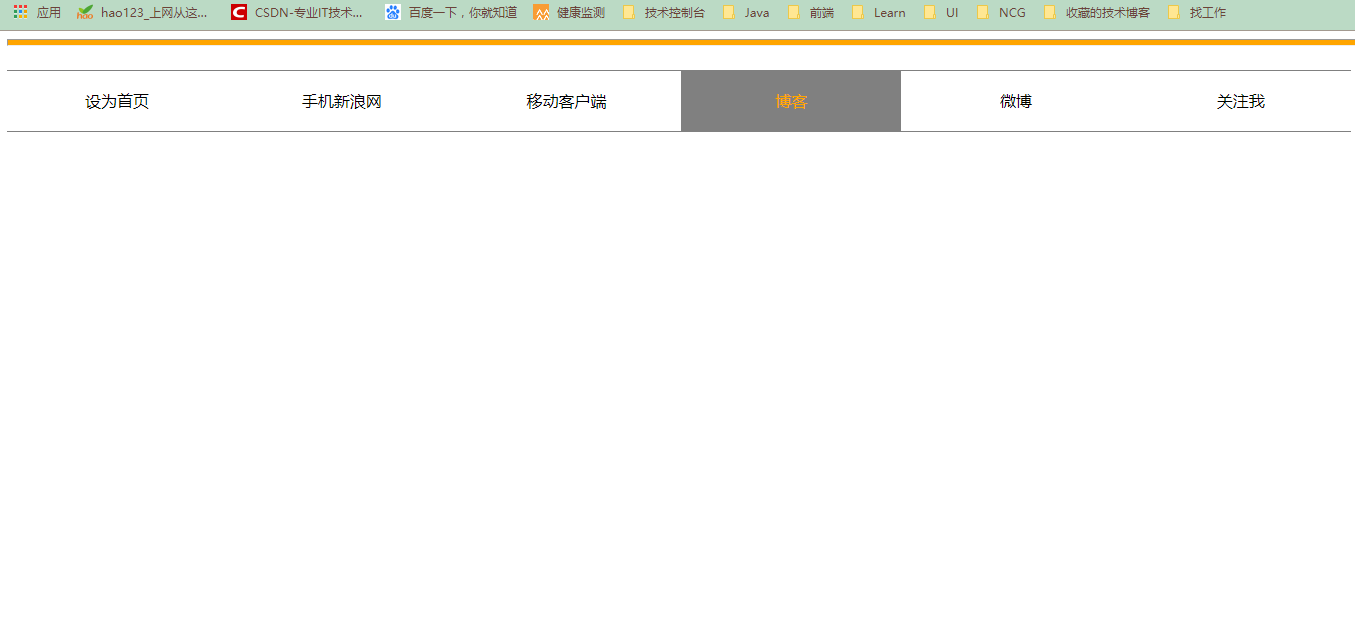 应用 hao123_上网从这... CSDN-专业IT技术... 百度一下，你就知道 健康监测 技术控制台 Java 前端 Learn UI NCG 收藏的技术博客 找工作
设为首页 手机新浪网 移动客户端 博客 微博 关注我